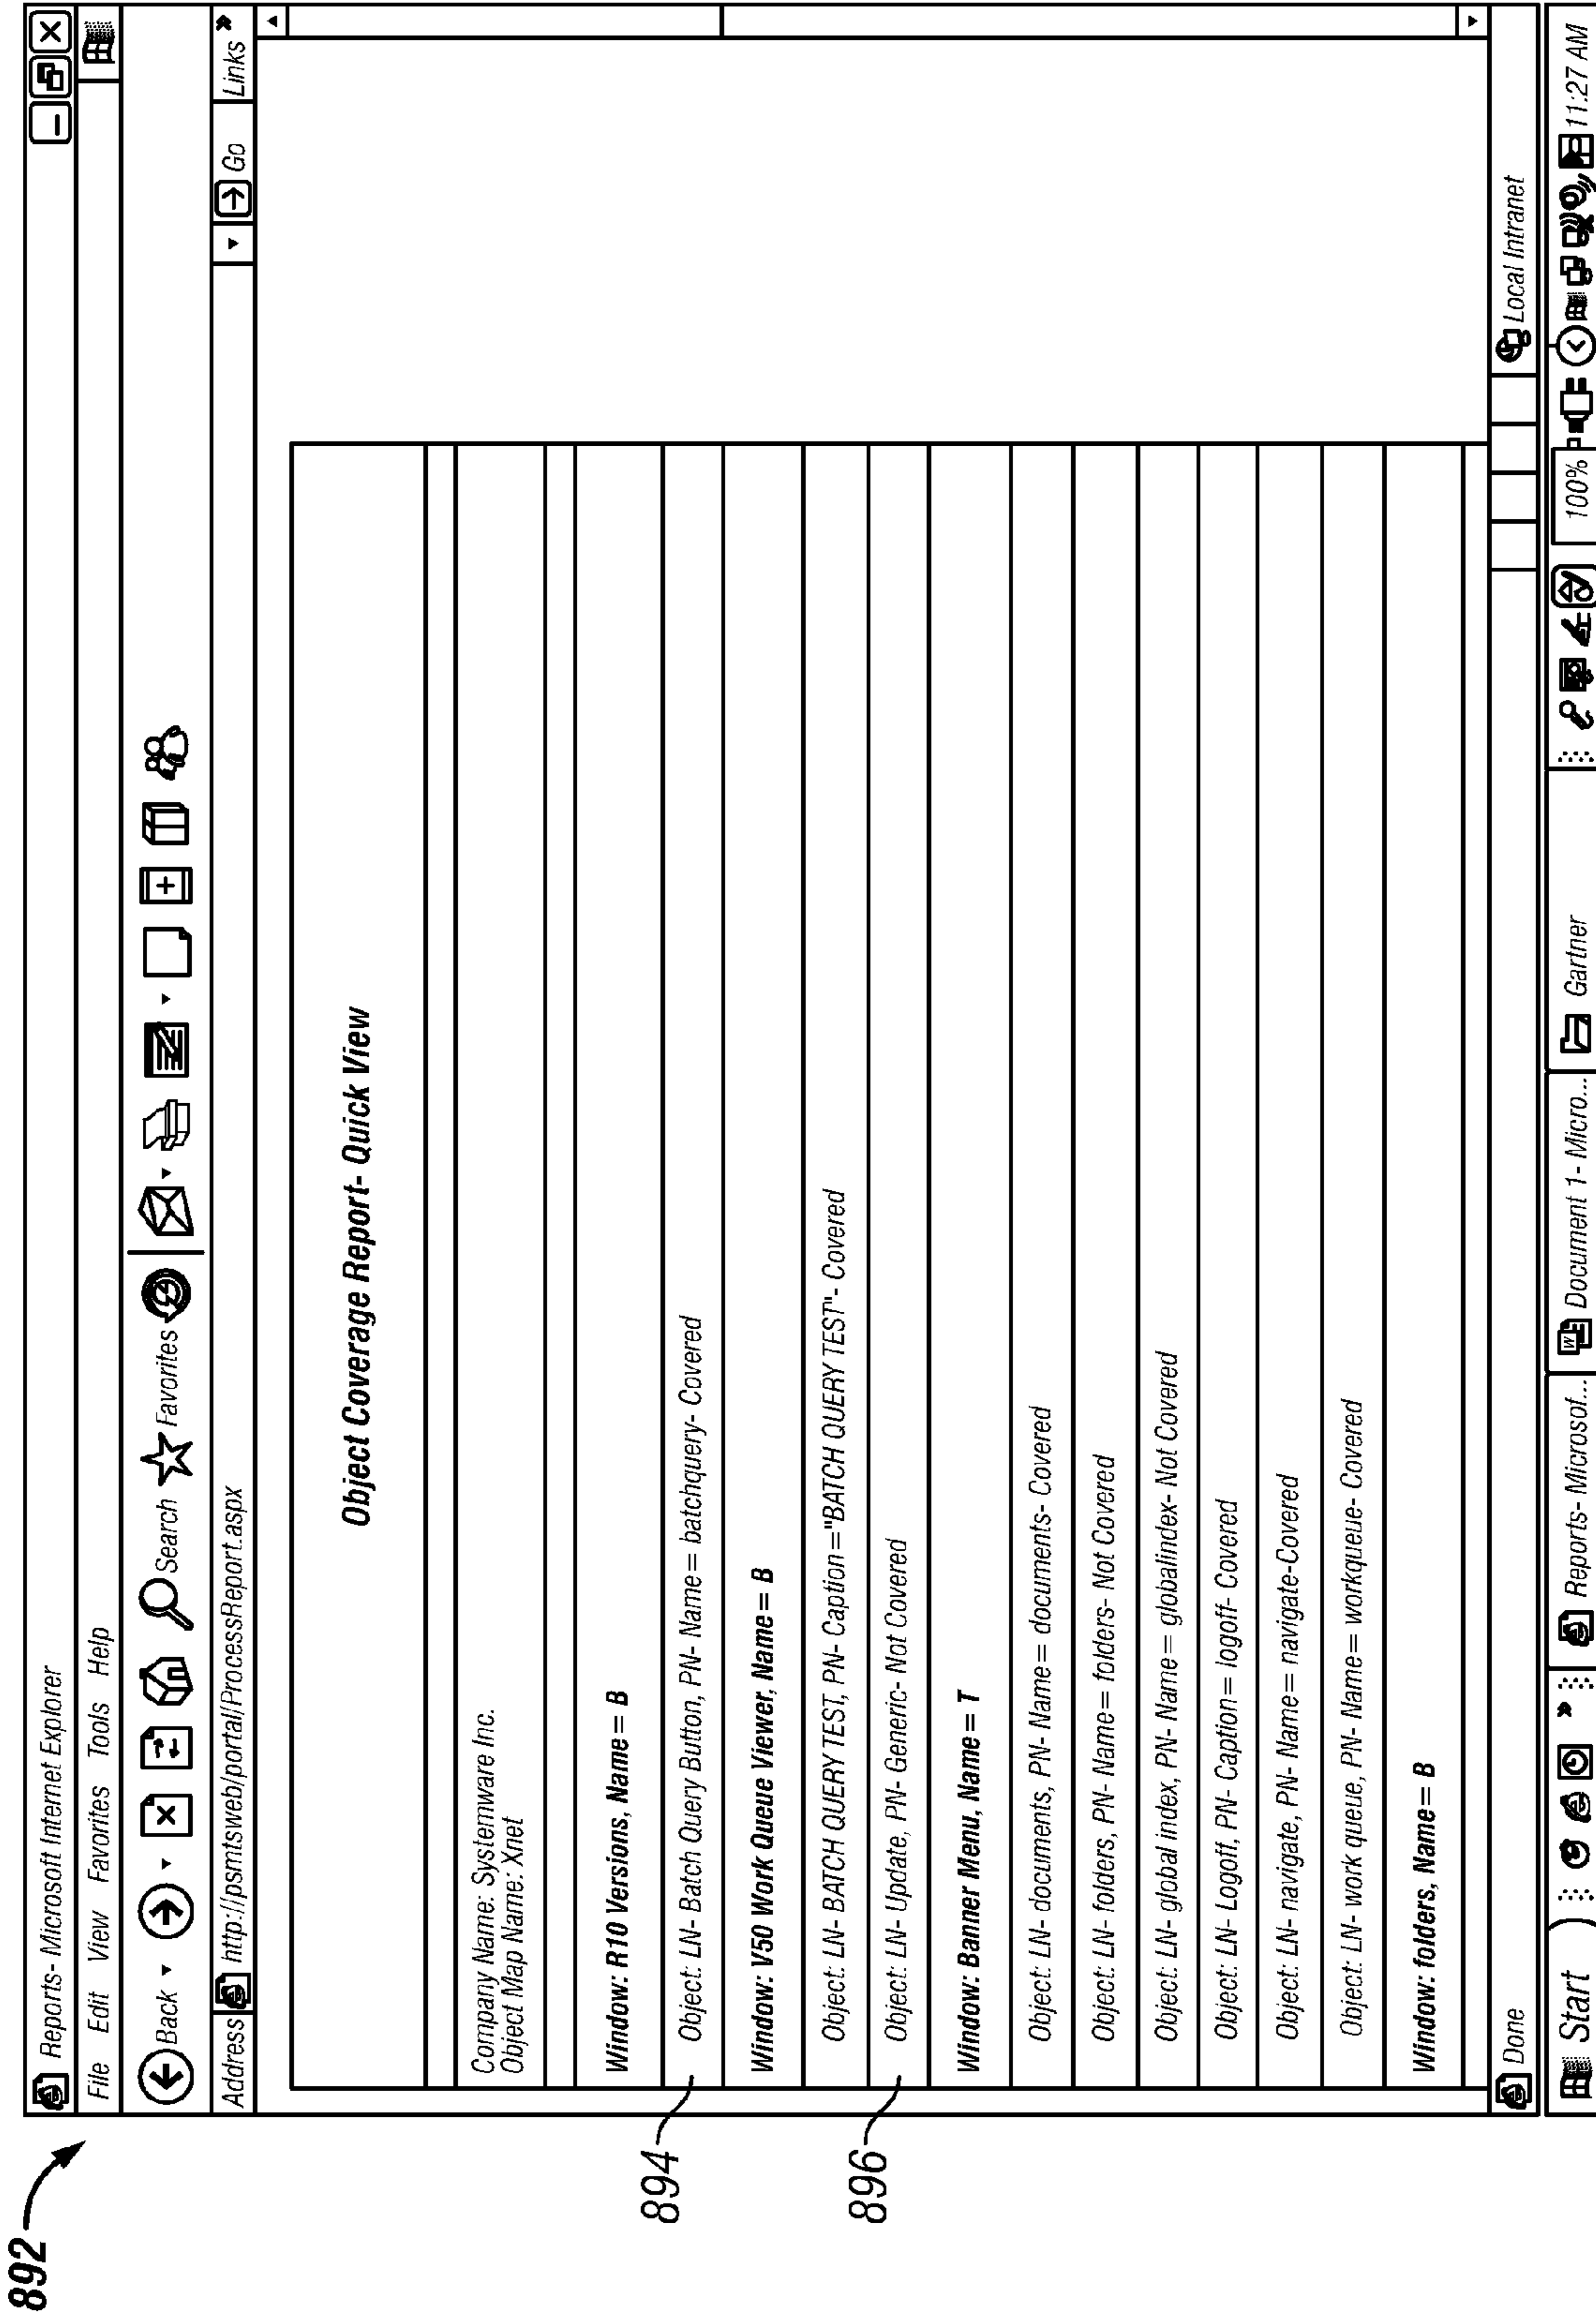 892
Reports- Microsoft Internet Explorer
File Edit View Favorites Tools Help
Back Search Favorites
Address http://psmtsweb/portal/ProcessReport.aspx Go Links »
Object Coverage Report- Quick View
Company Name: Systemware Inc.
Object Map Name: Xnet
Window: R10 Versions, Name = B
894
Object: LN- Batch Query Button, PN- Name = batchquery- Covered
Window: V50 Work Queue Viewer, Name = B
Object: LN- BATCH QUERY TEST, PN- Caption ="BATCH QUERY TEST"- Covered
896
Object: LN- Update, PN- Generic- Not Covered
Window: Banner Menu, Name = T
Object: LN- documents, PN- Name= documents- Covered
Object: LN- folders, PN- Name= folders- Not Covered
Object: LN- global index, PN- Name = globalindex- Not Covered
Object: LN- Logoff, PN- Caption= logoff- Covered
Object: LN- navigate, PN- Name= navigate-Covered
Object: LN- work queue, PN- Name= workqueue- Covered
Window: folders, Name= B
Done Local Intranet
Start » Reports- Microsof... W Document 1- Micro... Gartner 100% 11:27 AM